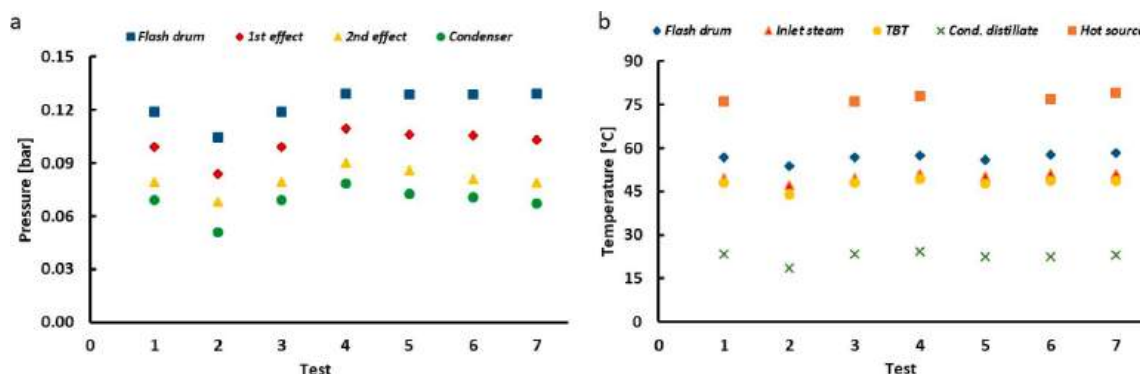 a
Flash drum 1st effect 2nd effect Condenser
0.15
0.12
0.09
0.06
0.03
0.00
Pressure [bar]
0 1 2 3 4 5 6 7
Test
b
Flash drum Inlet steam TBT Cond. distillate Hot source
90
75
60
45
30
15
Temperature [°C]
0 1 2 3 4 5 6 7
Test